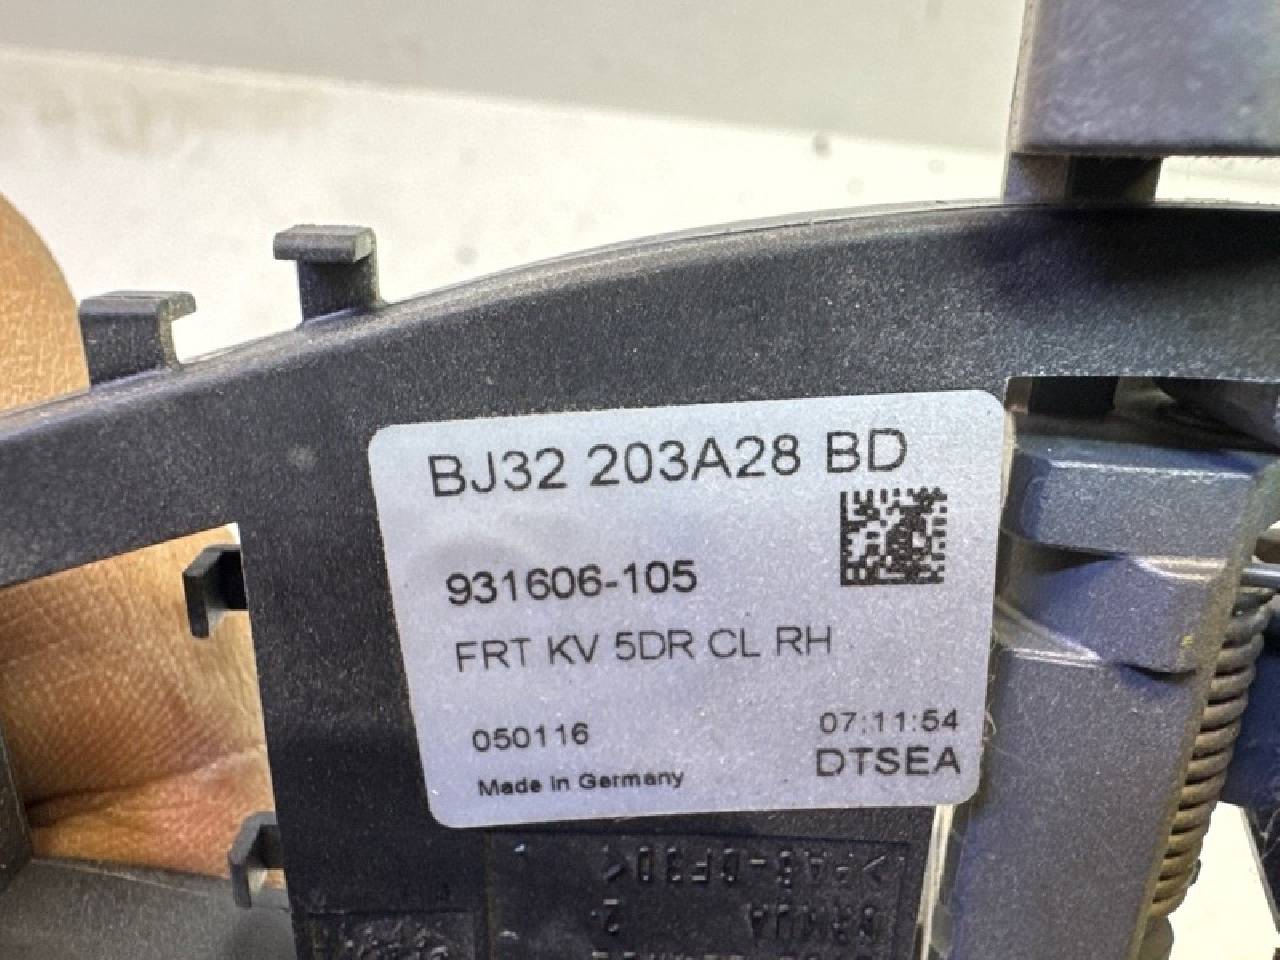 BJ32 203A28 BD
931606-105
FRT KV 5DR CL RH
050116
07:11:54
Made in Germany
DTSEA